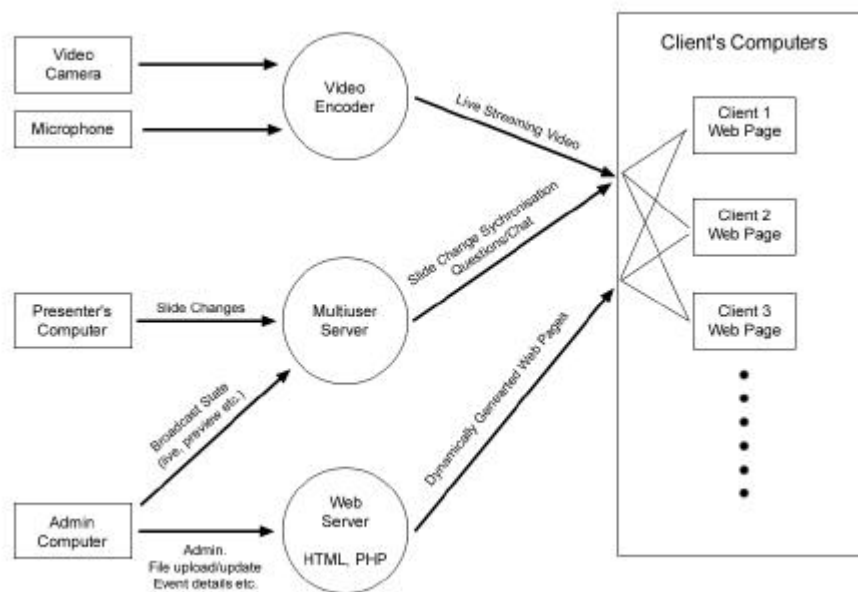 Video
Camera
Microphone
Video
Encoder
Live Streaming Video
Client's Computers
Client 1
Web Page
Client 2
Web Page
Client 3
Web Page
Presenter's
Computer
Slide Changes
Multiuser
Server
Slide Change Sychronisation
Questions/Chat
Broadcast State
(live, preview etc.)
Admin
Computer
Admin.
File upload/update
Event details etc.
Web
Server
HTML, PHP
Dynamically Genearted Web Pages